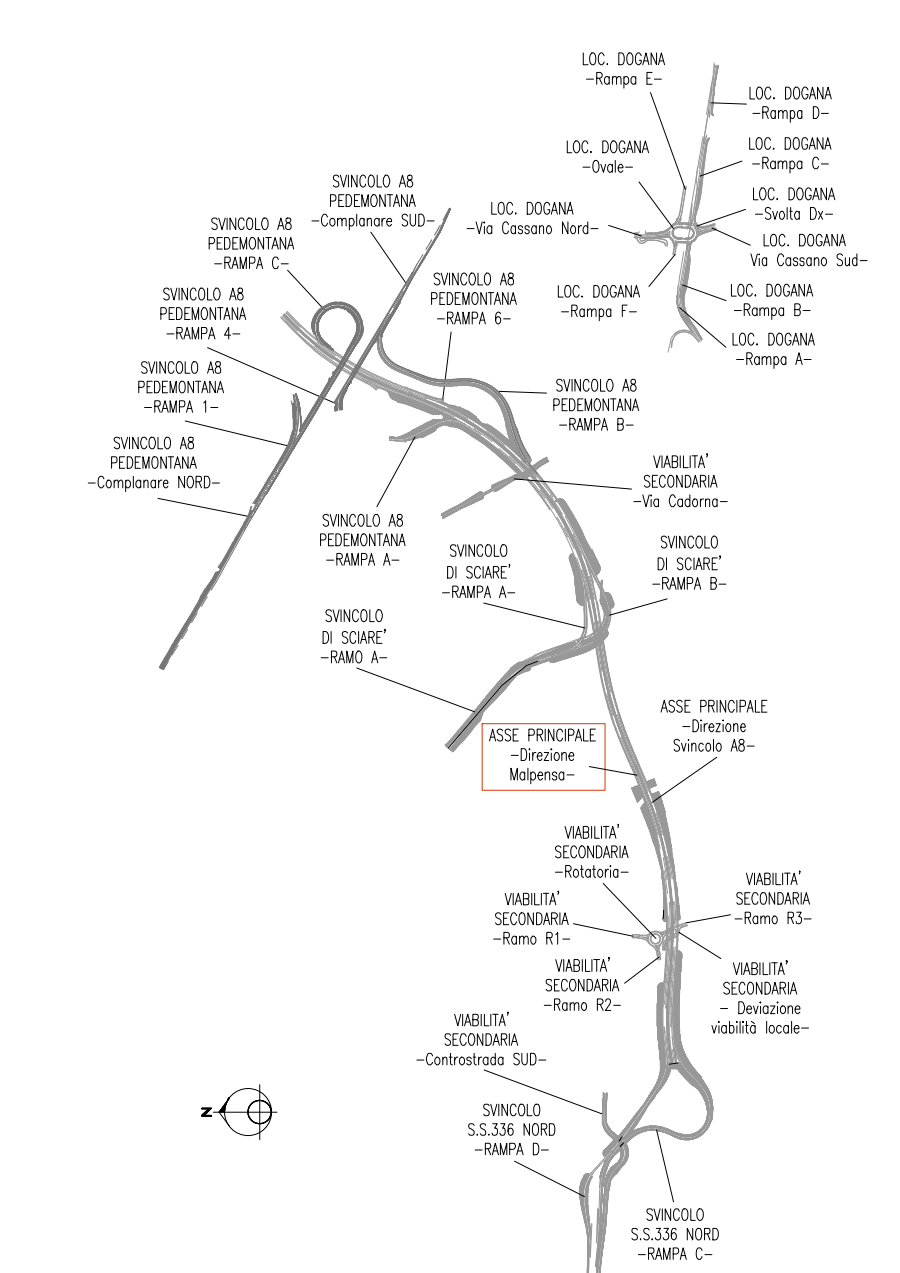 LOC. DOGANA
-Rampa E-
LOC. DOGANA
-Rampa D-
LOC. DOGANA
-Ovale-
LOC. DOGANA
-Rampa C-
SVINCOLO A8
PEDEMONTANA
-Complanare SUD-
LOC. DOGANA
-Svolta Dx-
LOC. DOGANA
-Via Cassano Nord-
SVINCOLO A8
PEDEMONTANA
-RAMPA C-
LOC. DOGANA
Via Cassano Sud-
SVINCOLO A8
PEDEMONTANA
-RAMPA 6-
SVINCOLO A8
PEDEMONTANA
-RAMPA 4-
LOC. DOGANA
-Rampa F-
LOC. DOGANA
-Rampa B-
LOC. DOGANA
-Rampa A-
SVINCOLO A8
PEDEMONTANA
-RAMPA 1-
SVINCOLO A8
PEDEMONTANA
-RAMPA B-
SVINCOLO A8
PEDEMONTANA
-Complanare NORD-
VIABILITA'
SECONDARIA
-Via Cadorna-
SVINCOLO A8
PEDEMONTANA
-RAMPA A-
SVINCOLO
DI SCIARE'
-RAMPA A-
SVINCOLO
DI SCIARE'
-RAMPA B-
SVINCOLO
DI SCIARE'
-RAMO A-
ASSE PRINCIPALE
-Direzione
Svincolo A8-
ASSE PRINCIPALE
-Direzione
Malpensa-
VIABILITA'
SECONDARIA
-Rotatoria-
VIABILITA'
SECONDARIA
-Ramo R3-
VIABILITA'
SECONDARIA
-Ramo R1-
VIABILITA'
SECONDARIA
-Ramo R2-
VIABILITA'
SECONDARIA
- Deviazione
viabilità locale-
VIABILITA'
SECONDARIA
-Controstrada SUD-
N
SVINCOLO
S.S.336 NORD
-RAMPA D-
SVINCOLO
S.S.336 NORD
-RAMPA C-